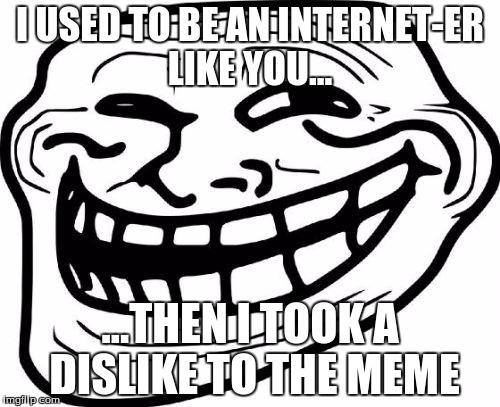 I USED TO BE AN INTERNET-ER
LIKE YOU...
...THEN I TOOK A
DISLIKE TO THE MEME
imgflip.com